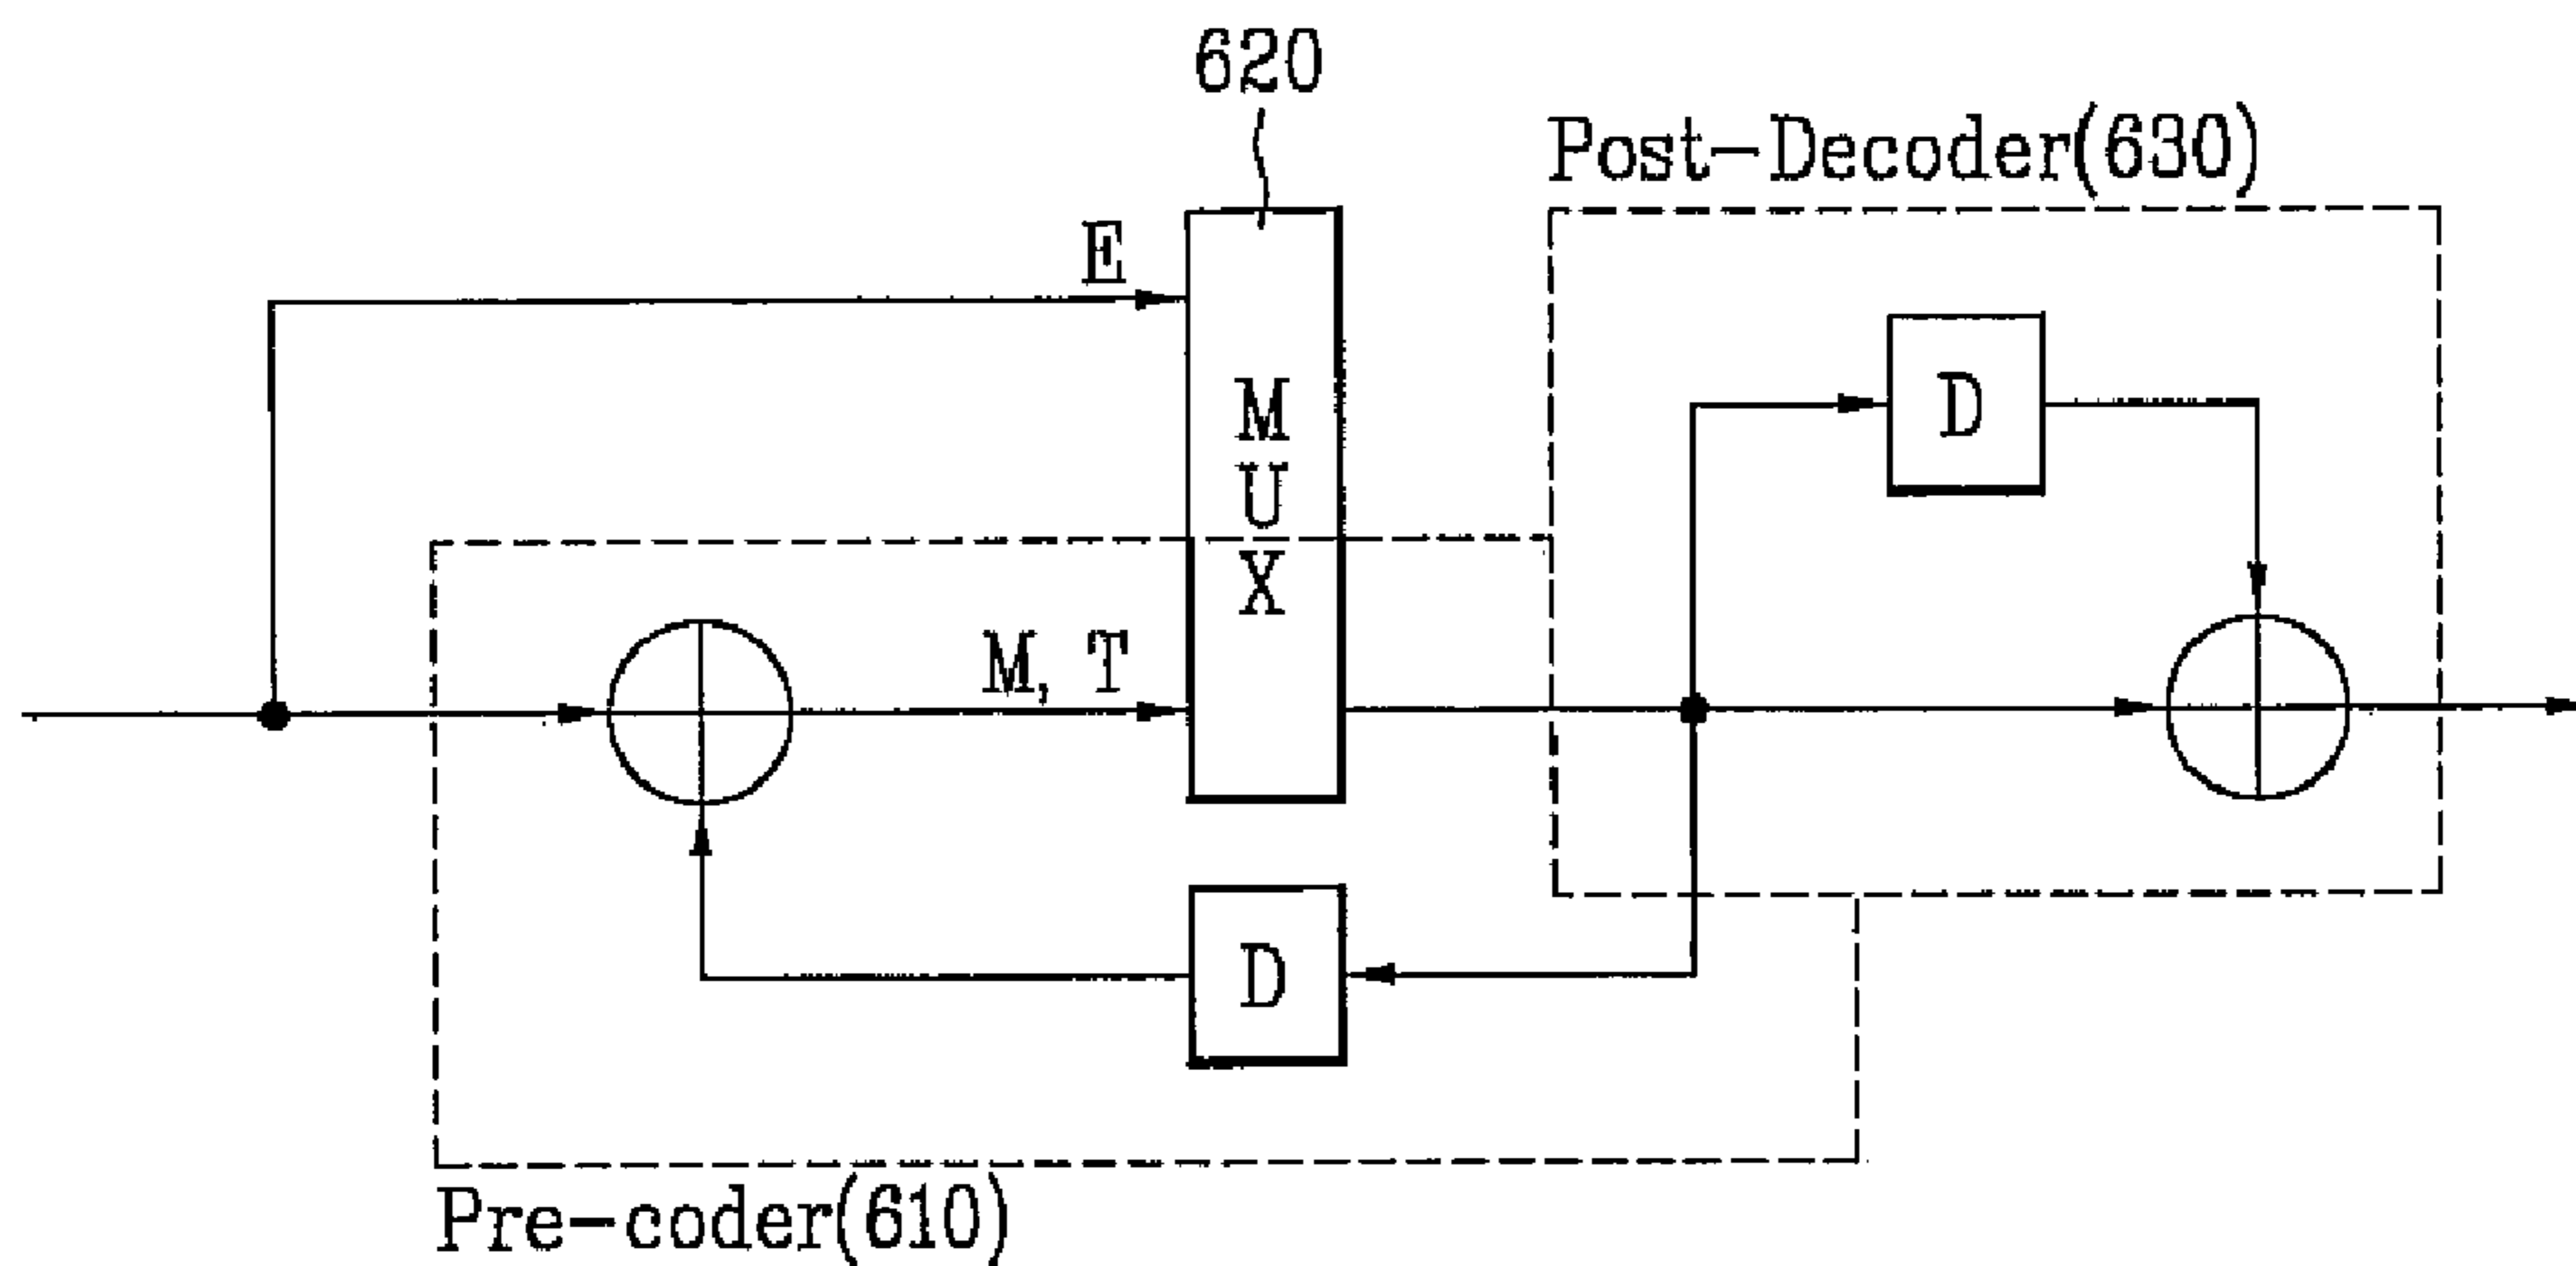 620
Post-Decoder(630)
E
M
U
X
D
M, T
D
Pre-coder(610)